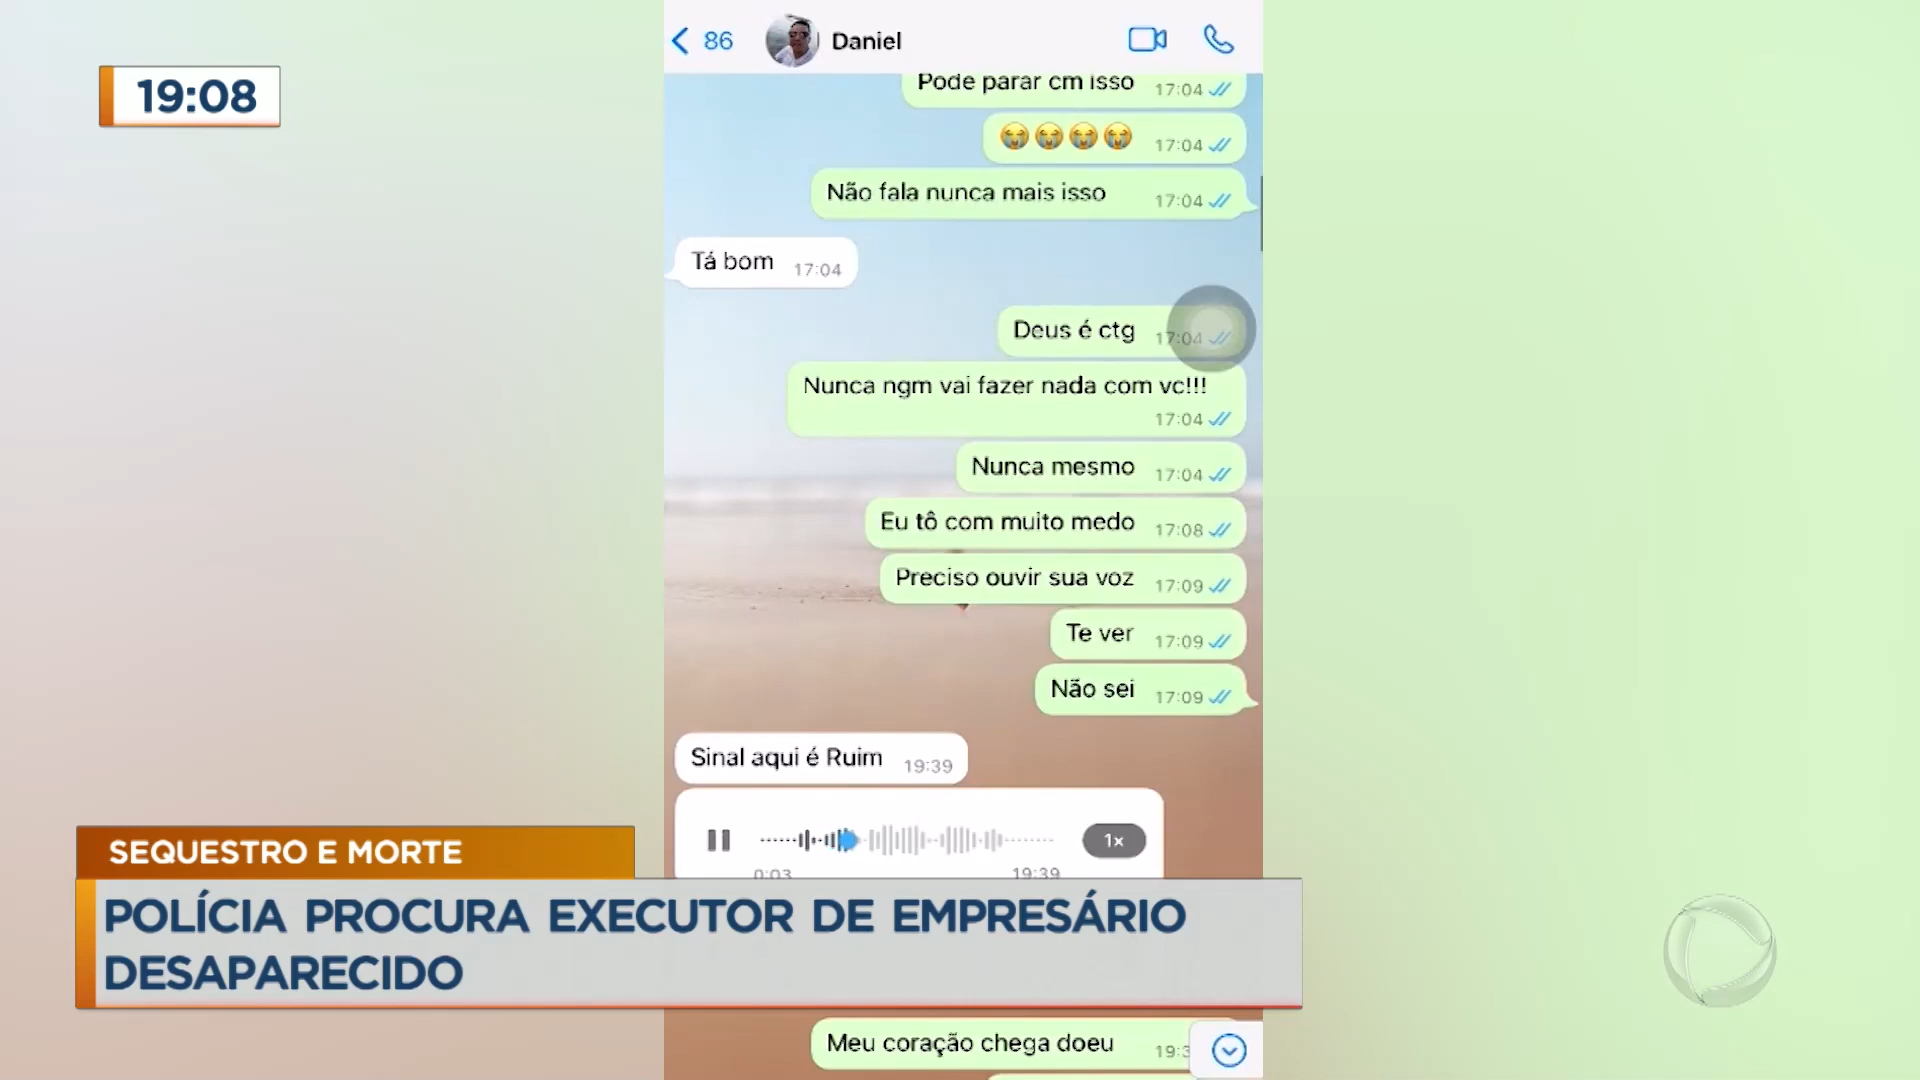 86
Daniel
19:08
Pode parar cm isso 17:04
😭😭😭😭 17:04
Não fala nunca mais isso 17:04
Tá bom 17:04
Deus é ctg 17:04
Nunca ngm vai fazer nada com vc!!!
17:04
Nunca mesmo 17:04
Eu tô com muito medo 17:08
Preciso ouvir sua voz 17:09
Te ver 17:09
Não sei 17:09
Sinal aqui é Ruim 19:39
1x
0:03 19:39
SEQUESTRO E MORTE
POLÍCIA PROCURA EXECUTOR DE EMPRESÁRIO
DESAPARECIDO
Meu coração chega doeu